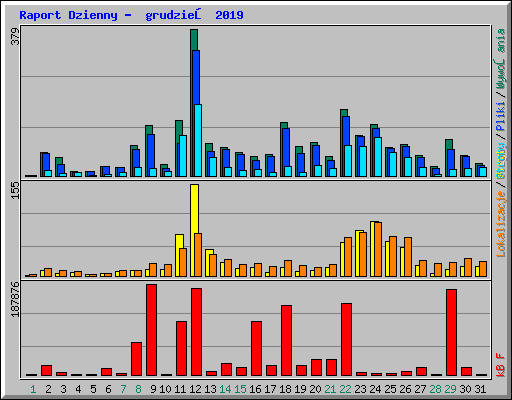 Raport Dzienny - grudzieĹ 2019
379
155
187876
1 2 3 4 5 6 7 8 9 10 11 12 13 14 15 16 17 18 19 20 21 22 23 24 25 26 27 28 29 30 31
Lokalizacje / Strony / Pliki / WywoĹania
kB F